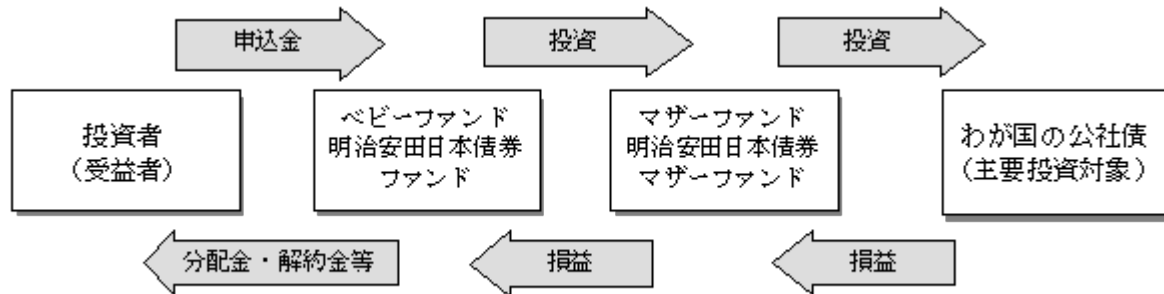 申込金
投資
投資
投資者
(受益者)
ベビーファンド
明治安田日本債券
ファンド
マザーファンド
明治安田日本債券
マザーファンド
わが国の公社債
(主要投資対象)
分配金・解約金等
損益
損益